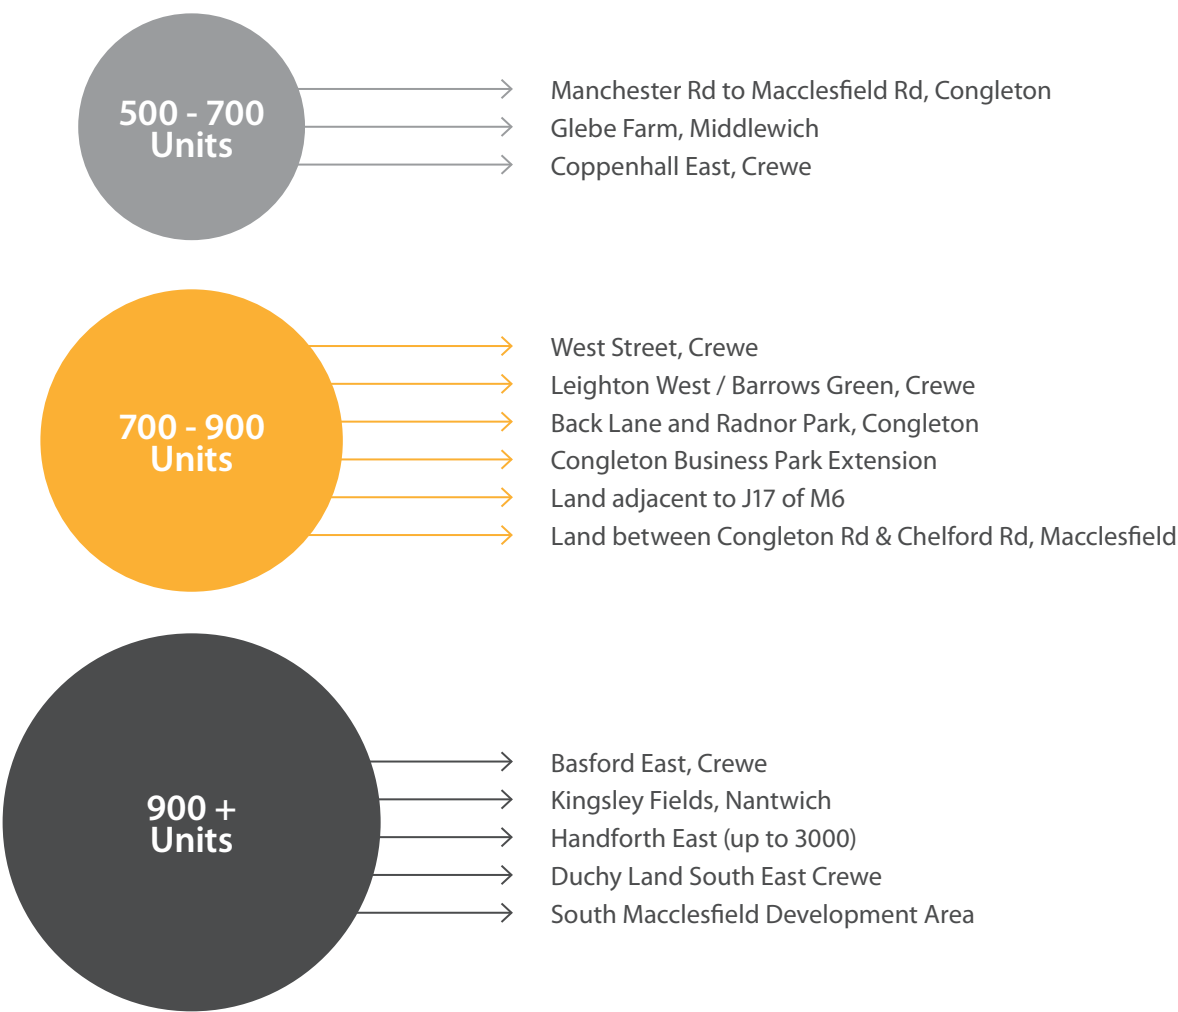 500 - 700
Units
Manchester Rd to Macclesfield Rd, Congleton
Glebe Farm, Middlewich
Coppenhall East, Crewe
700 - 900
Units
West Street, Crewe
Leighton West / Barrows Green, Crewe
Back Lane and Radnor Park, Congleton
Congleton Business Park Extension
Land adjacent to J17 of M6
Land between Congleton Rd & Chelford Rd, Macclesfield
900 +
Units
Basford East, Crewe
Kingsley Fields, Nantwich
Handforth East (up to 3000)
Duchy Land South East Crewe
South Macclesfield Development Area